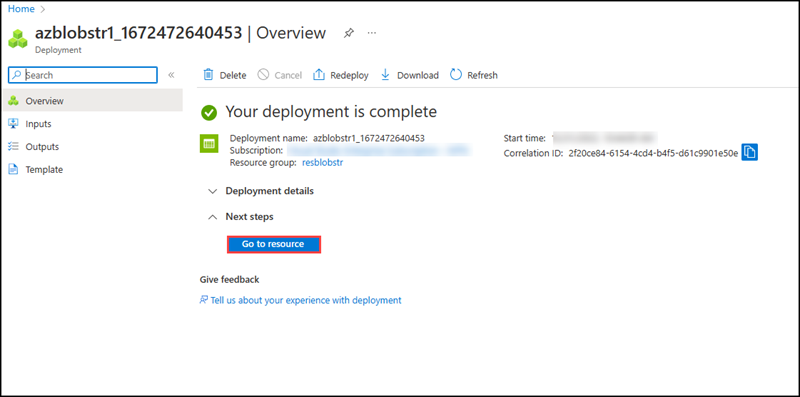 Home >
azblobstr1_1672472640453 | Overview ...
Deployment
Search «
Delete Cancel Redeploy Download Refresh
Overview
Inputs
Outputs
Template
Your deployment is complete
Deployment name: azblobstr1_1672472640453
Subscription:
Resource group: resblobstr
Start time:
Correlation ID: 2f20ce84-6154-4cd4-b4f5-d61c9901e50e
Deployment details
Next steps
Go to resource
Give feedback
Tell us about your experience with deployment